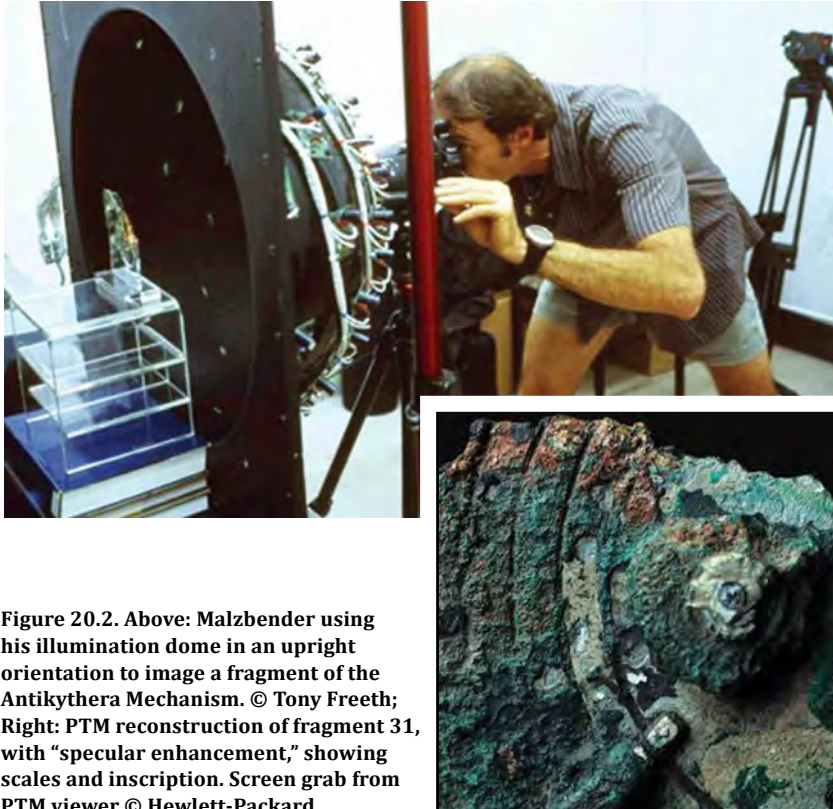 Figure 20.2. Above: Malzbender using
his illumination dome in an upright
orientation to image a fragment of the
Antikythera Mechanism. © Tony Freeth;
Right: PTM reconstruction of fragment 31,
with “specular enhancement,” showing
scales and inscription. Screen grab from
PTM viewer © Hewlett-Packard